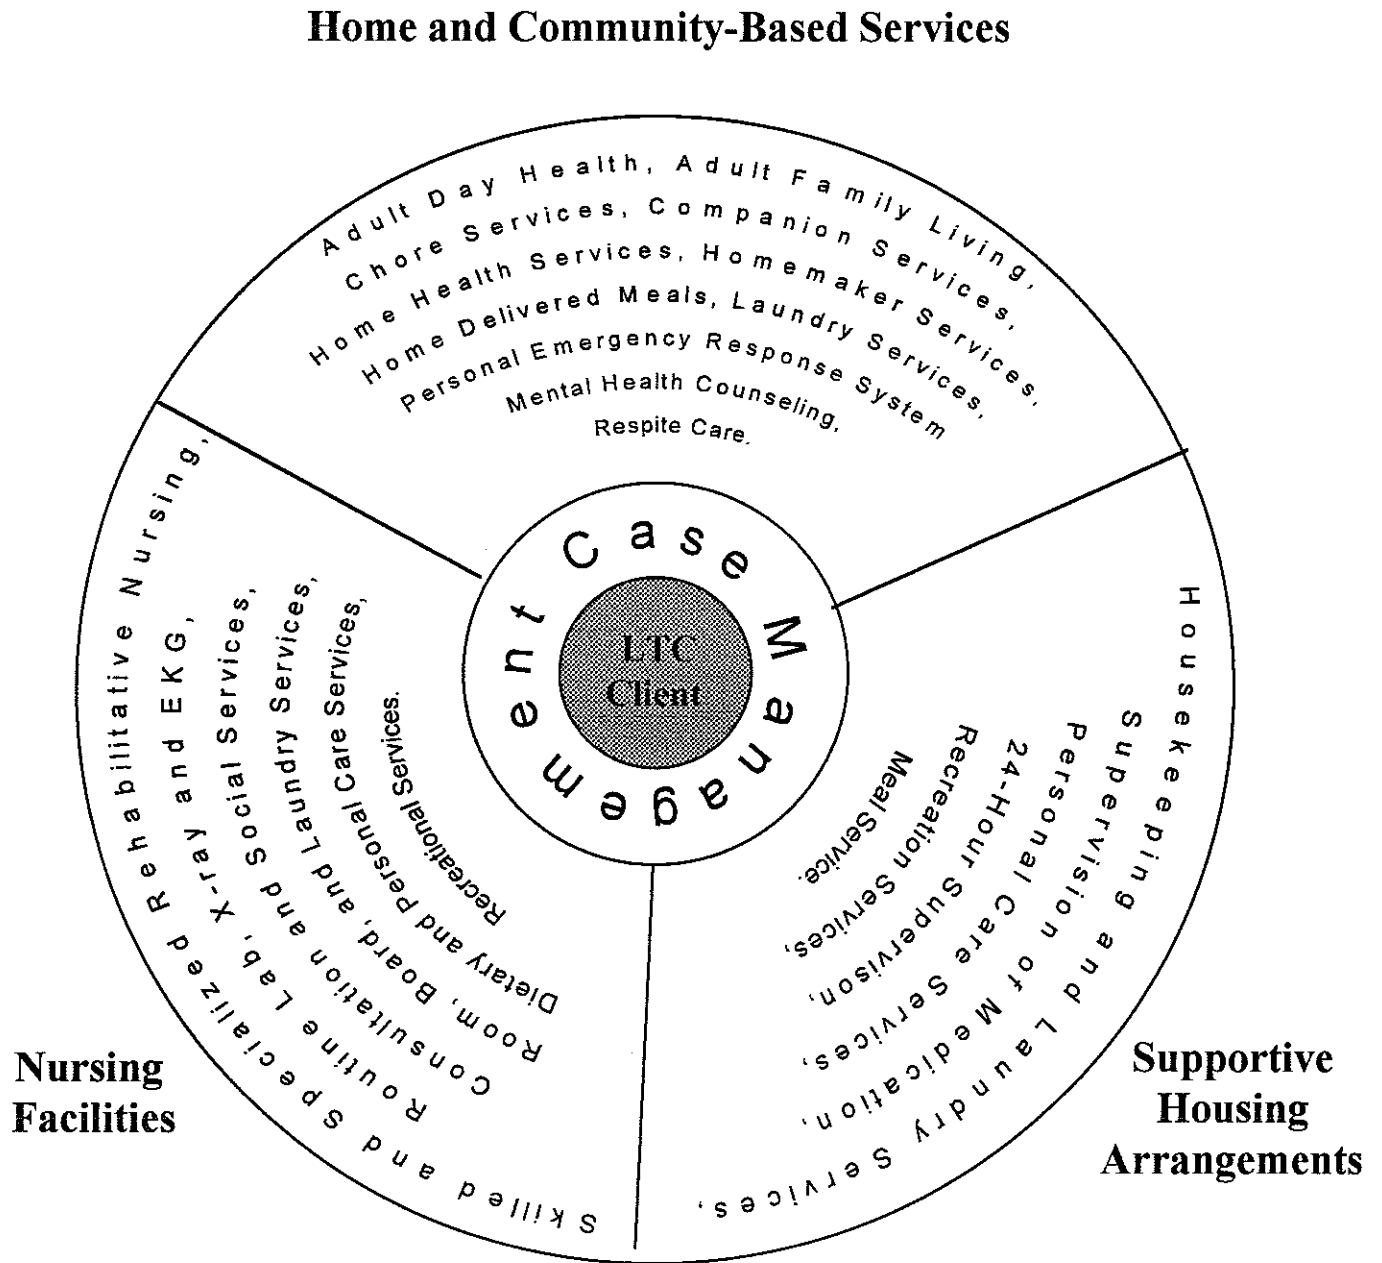 Home and Community-Based Services
Adult Day Health, Adult Family Living,
Chore Services, Companion Services,
Home Health Services, Homemaker Services,
Home Delivered Meals, Laundry Services,
Personal Emergency Response System
Mental Health Counseling,
Respite Care.
Case Management
LTC
Client
Skilled and Specialized Rehabilitative Nursing,
Routine Lab, X-ray and EKG,
Consultation and Social Services,
Room, Board, and Laundry Services,
Dietary and Personal Care Services,
Recreational Services.
Nursing
Facilities
Housekeeping and Laundry Services,
Supervision of Medication,
Personal Care Services,
24-Hour Supervison,
Recreation Services,
Meal Service.
Supportive
Housing
Arrangements